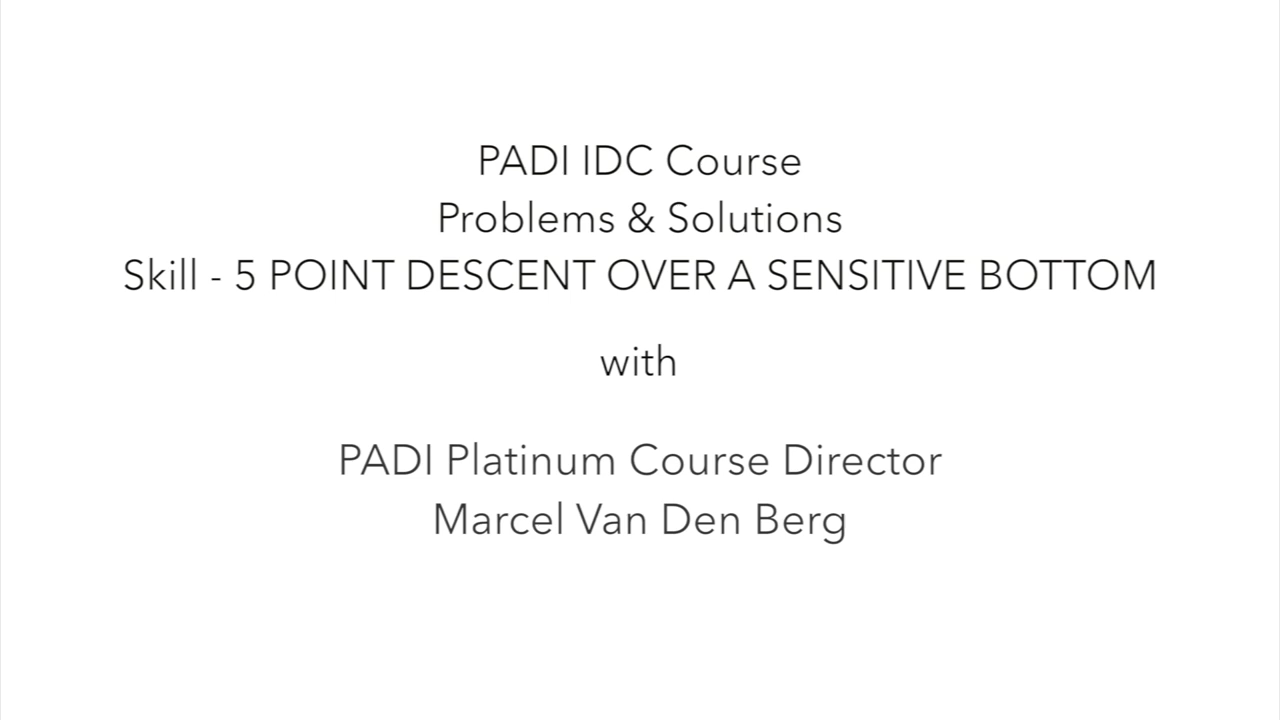 PADI IDC Course
Problems & Solutions
Skill - 5 POINT DESCENT OVER A SENSITIVE BOTTOM
with
PADI Platinum Course Director
Marcel Van Den Berg